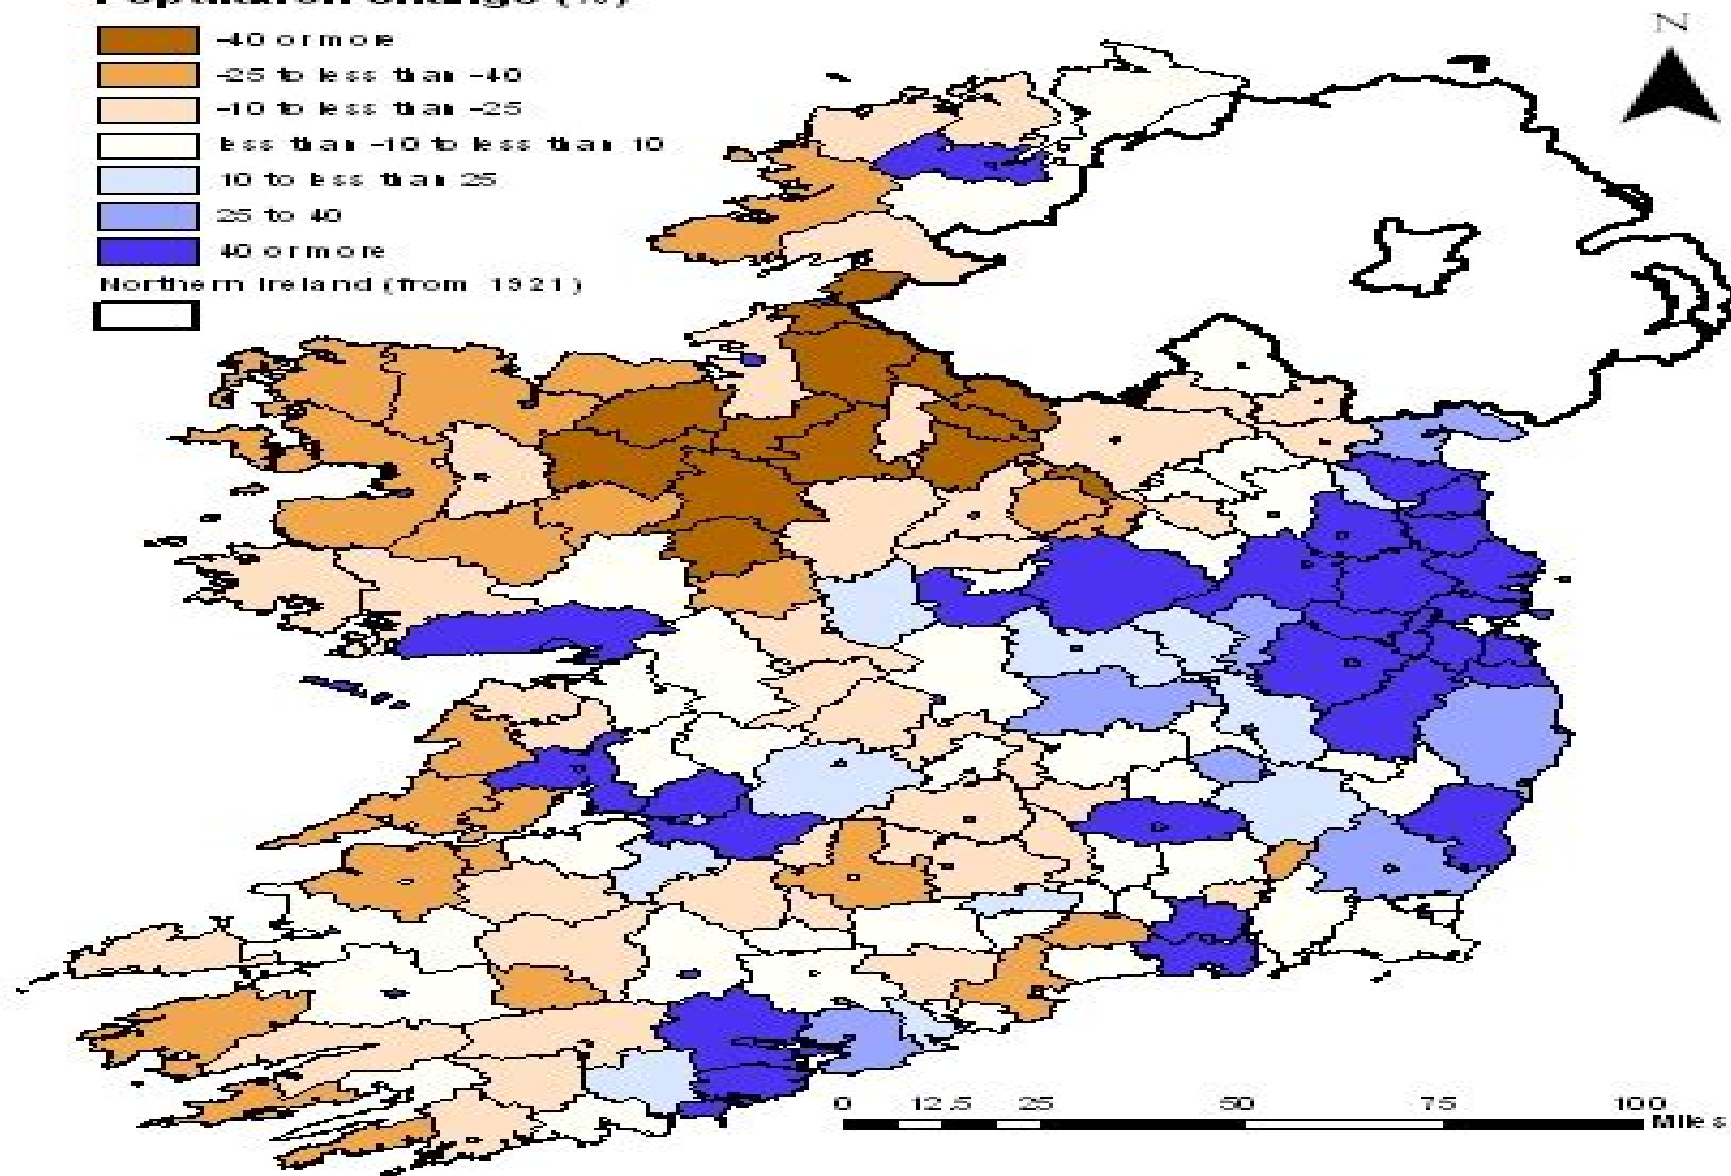 Population change (%)
-40 or more
-25 to less than -40
-10 to less than -25
less than -10 to less than 10
10 to less than 25
25 to 40
40 or more
Northern Ireland (from 1921)
N
0 12.5 25 50 75 100
Miles